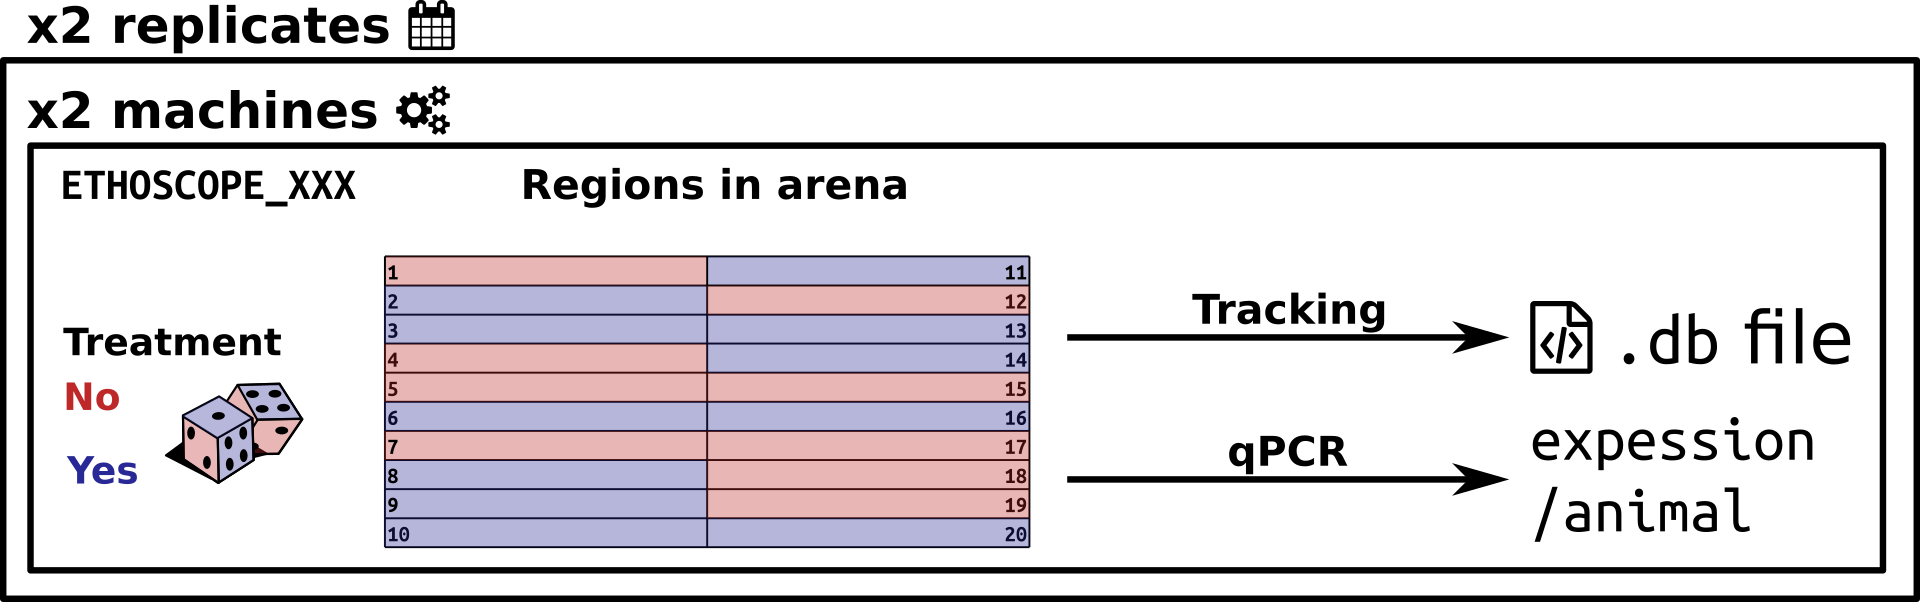 x2 replicates
x2 machines
ETHOSCOPE_XXX
Regions in arena
Treatment
No
Yes
1 11
2 12
3 13
4 14
5 15
6 16
7 17
8 18
9 19
10 20
Tracking
</> .db file
qPCR
expession
/animal